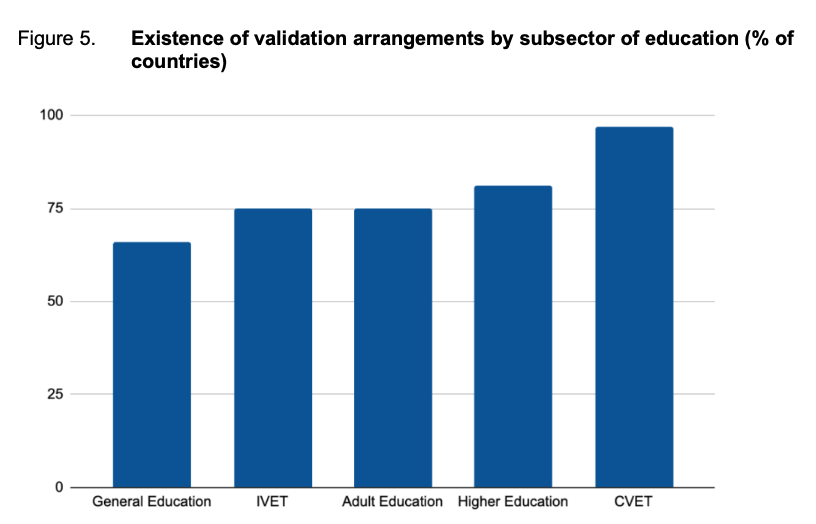 Figure 5. Existence of validation arrangements by subsector of education (% of
countries)
100
75
50
25
0
General Education IVET Adult Education Higher Education CVET